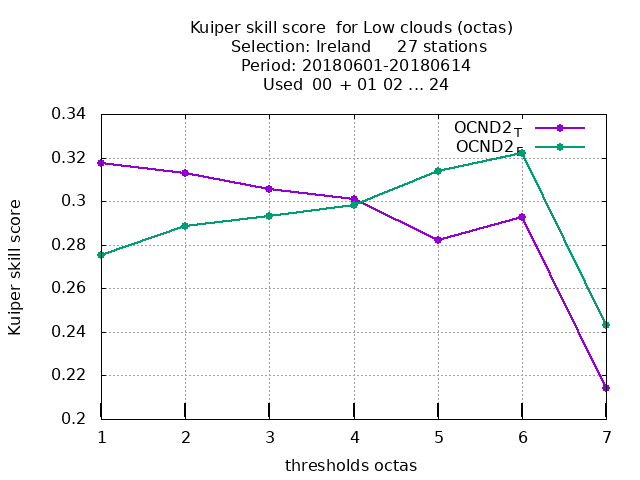 Kuiper skill score  for Low clouds (octas)
Selection: Ireland     27 stations
Period: 20180601-20180614
Used  00 + 01 02 ... 24
0.34
0.32
0.3
0.28
0.26
0.24
0.22
0.2
Kuiper skill score
OCND2T
OCND2
1 2 3 4 5 6 7
thresholds octas